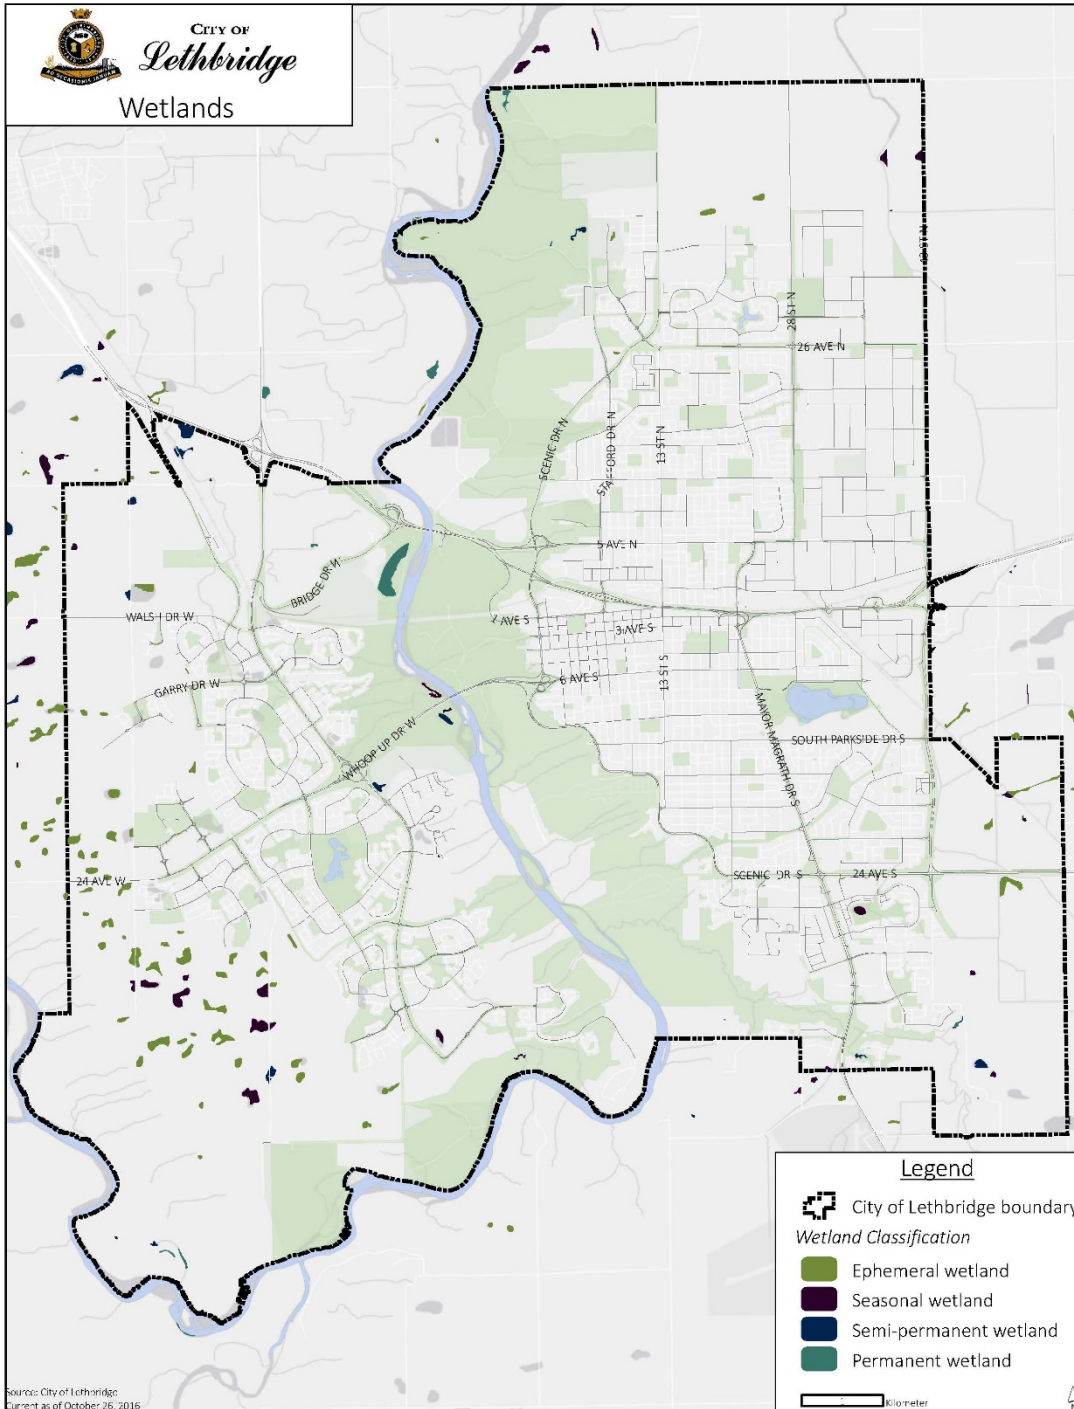 CITY OF
Lethbridge
Wetlands
42 ST N
28 ST N
26 AVE N
SCENIC DR N
STAFFORD DR N
13 ST N
5 AVE N
BRIDGE DR W
WALSH DR W
1 AVE S
3 AVE S
GARRY DR W
6 AVE S
13 ST S
MAYOR MAGRATH DR S
WHOOP UP DR W
SOUTH PARKSIDE DR S
24 AVE W
SCENIC DR S
24 AVE S
Legend
City of Lethbridge boundary
Wetland Classification
Ephemeral wetland
Seasonal wetland
Semi-permanent wetland
Permanent wetland
Kilometer
Source: City of Lethbridge
Current as of October 26, 2016